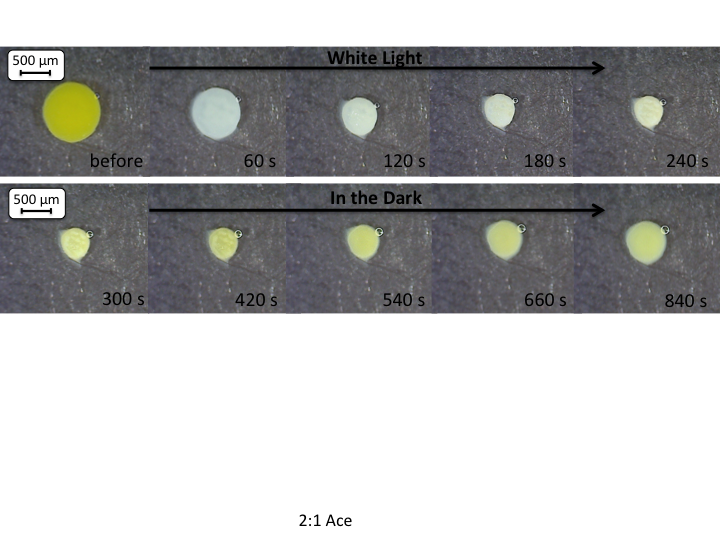 500 µm
White Light
before
60 s
120 s
180 s
240 s
500 µm
In the Dark
300 s
420 s
540 s
660 s
840 s
2:1 Ace